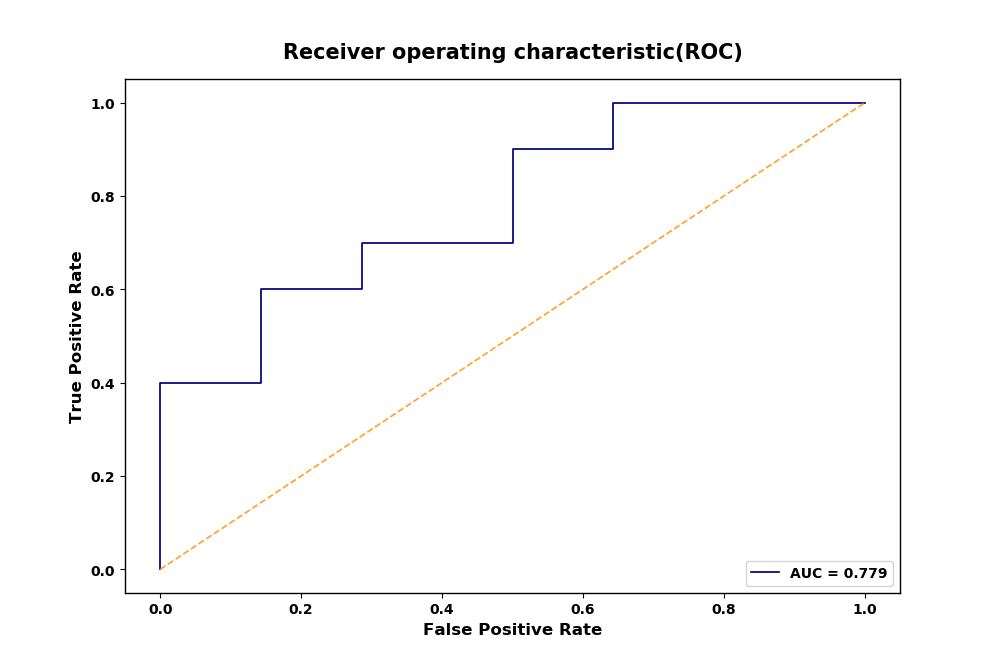 Receiver operating characteristic(ROC)
True Positive Rate
1.0
0.8
0.6
0.4
0.2
0.0
0.0 0.2 0.4 0.6 0.8 1.0
False Positive Rate
AUC = 0.779